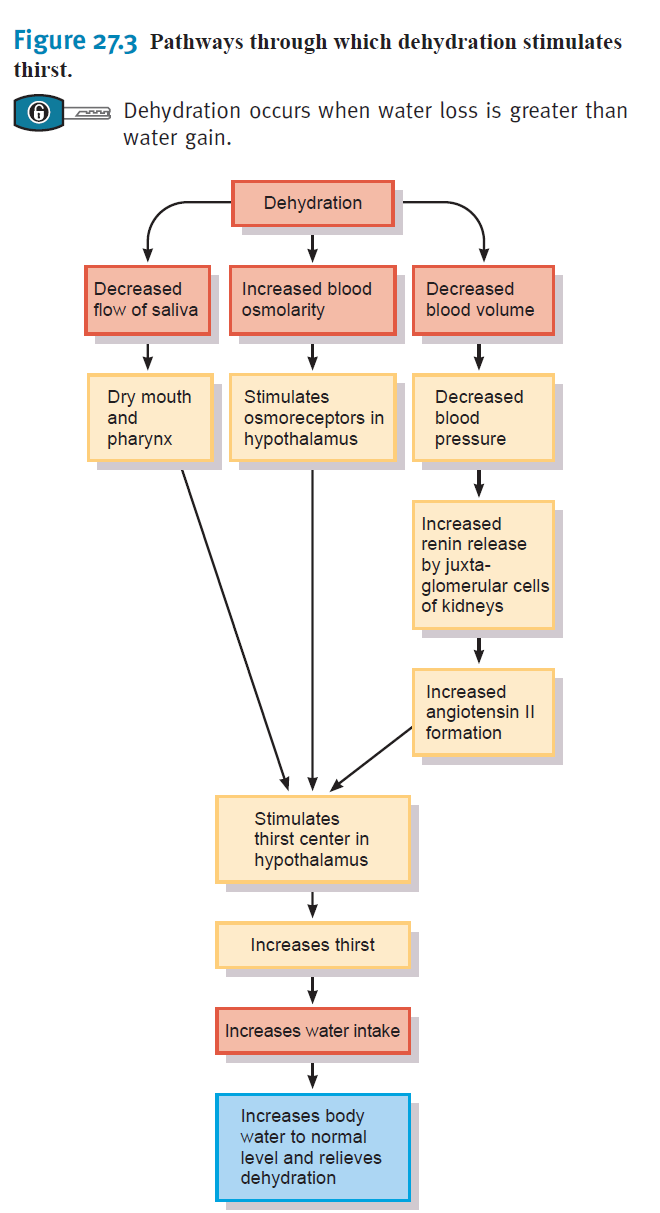 Figure 27.3 Pathways through which dehydration stimulates
thirst.
Dehydration occurs when water loss is greater than
water gain.
Dehydration
Decreased
flow of saliva
Increased blood
osmolarity
Decreased
blood volume
Dry mouth
and
pharynx
Stimulates
osmoreceptors in
hypothalamus
Decreased
blood
pressure
Increased
renin release
by juxta-
glomerular cells
of kidneys
Increased
angiotensin II
formation
Stimulates
thirst center in
hypothalamus
Increases thirst
Increases water intake
Increases body
water to normal
level and relieves
dehydration